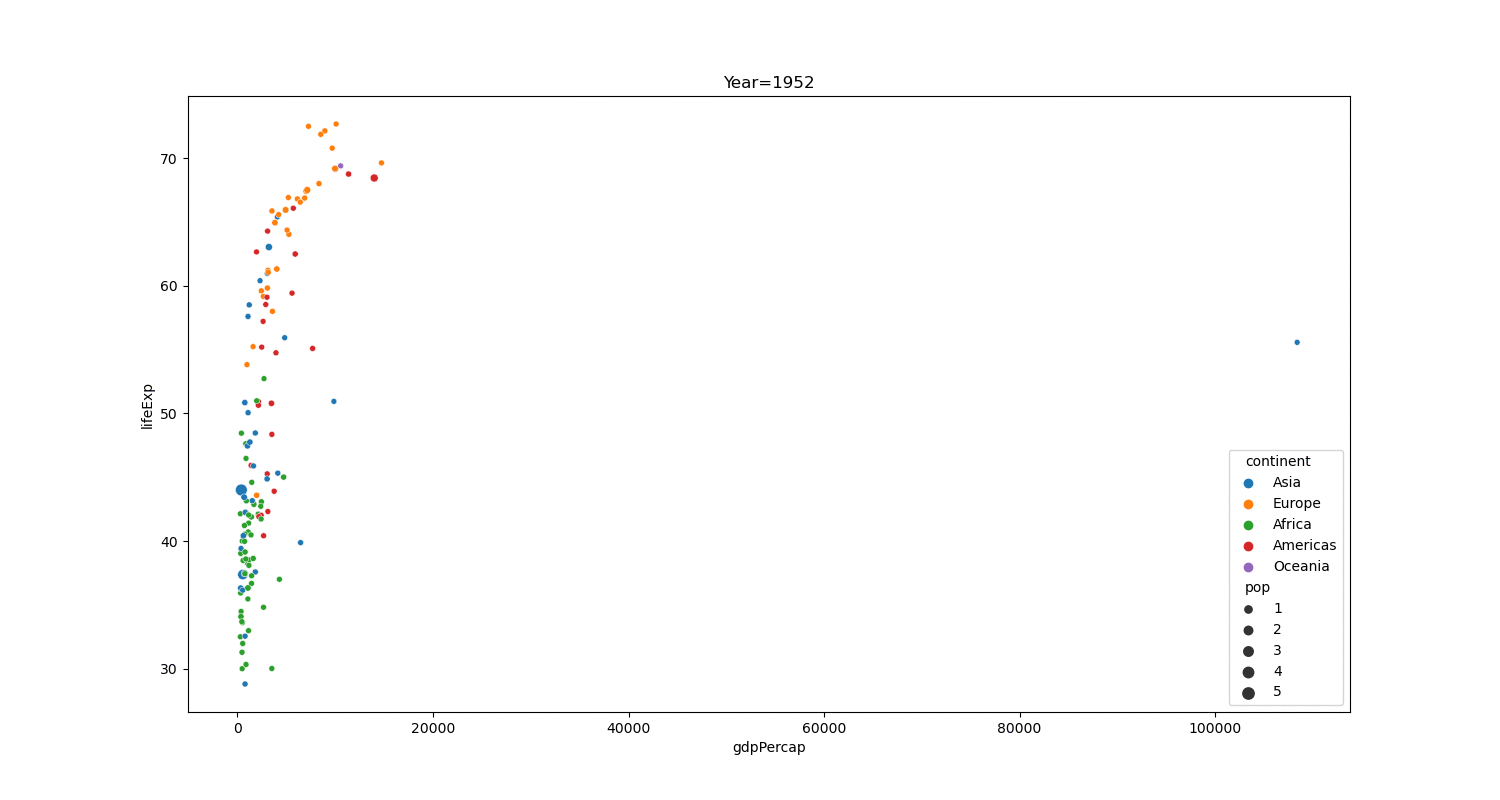 Year=1952
lifeExp
70
60
50
40
30
0 20000 40000 60000 80000 100000
gdpPercap
continent
Asia
Europe
Africa
Americas
Oceania
pop
1
2
3
4
5